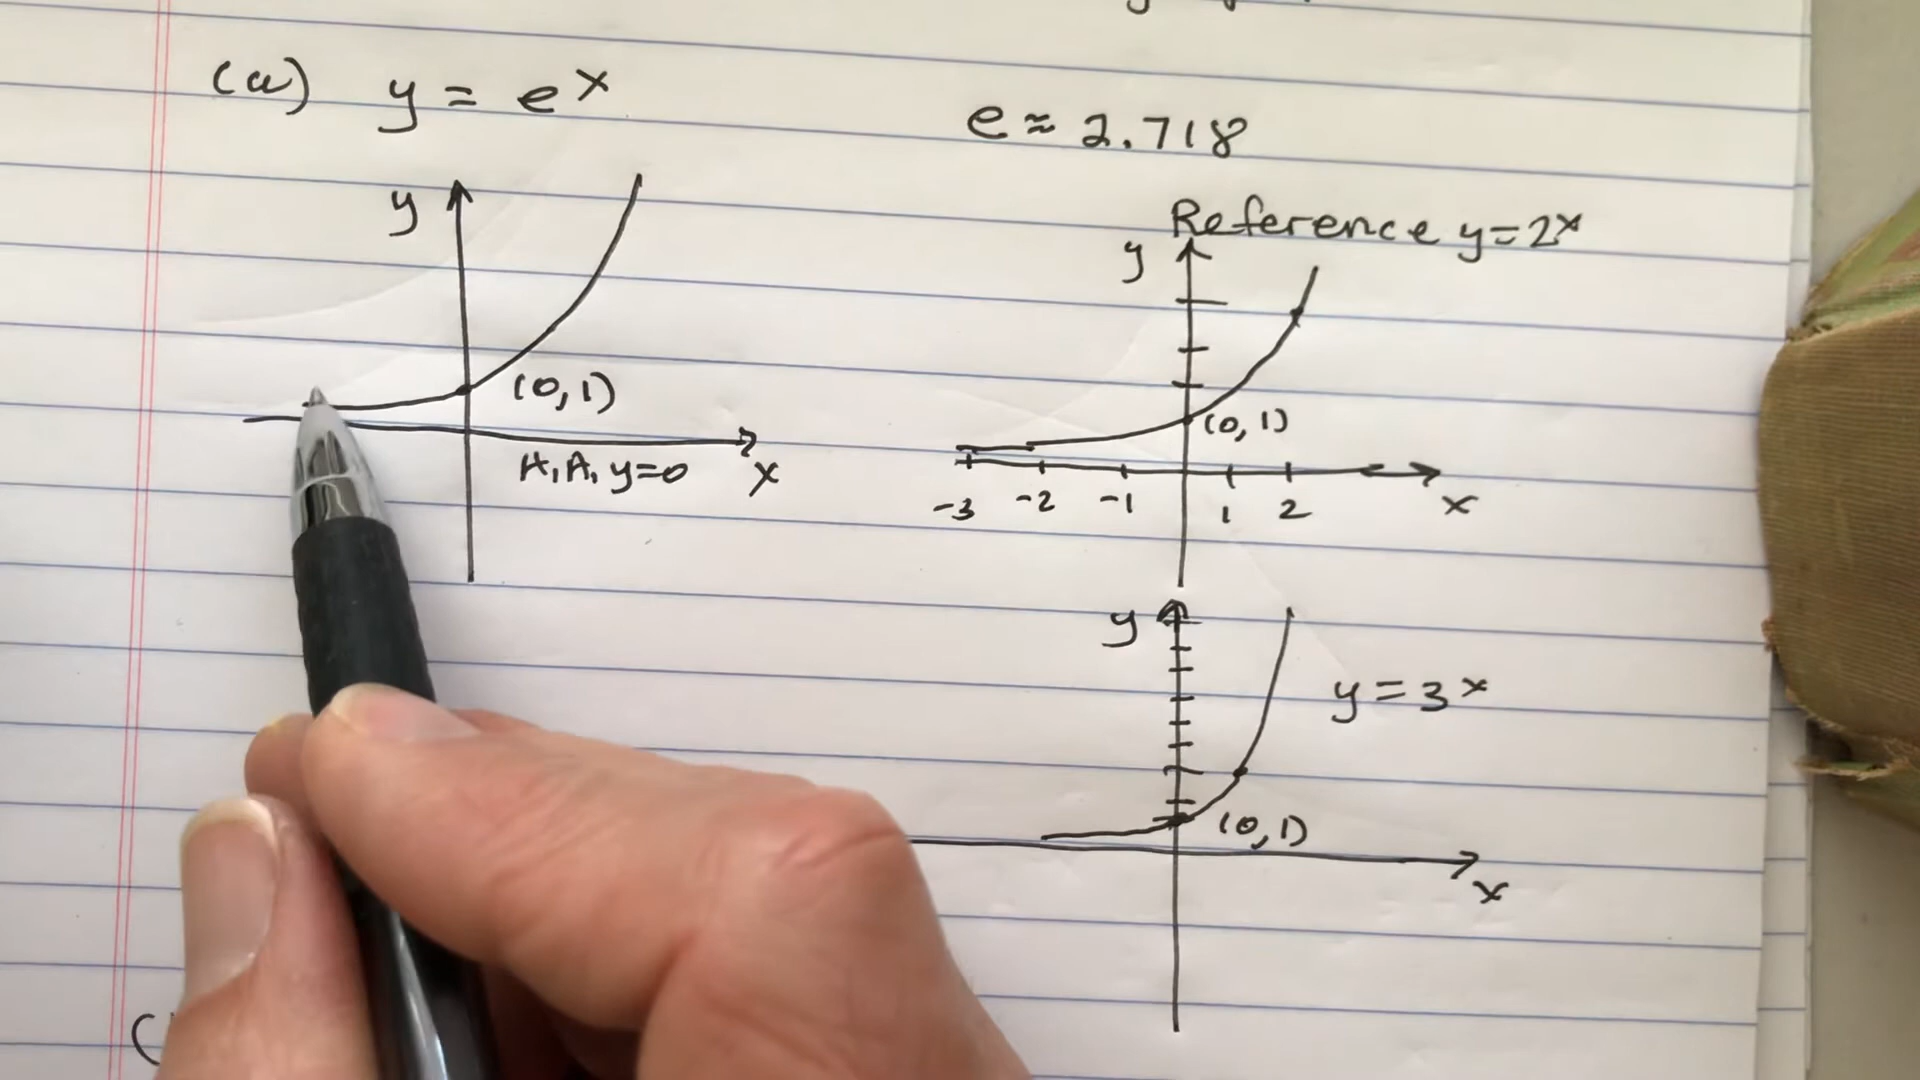 (a) y = e^x
e ≈ 2.718
y
(0,1)
H.A. y=0
x
Reference y=2^x
y
(0,1)
-3 -2 -1 1 2
x
y
y = 3^x
(0,1)
x
(